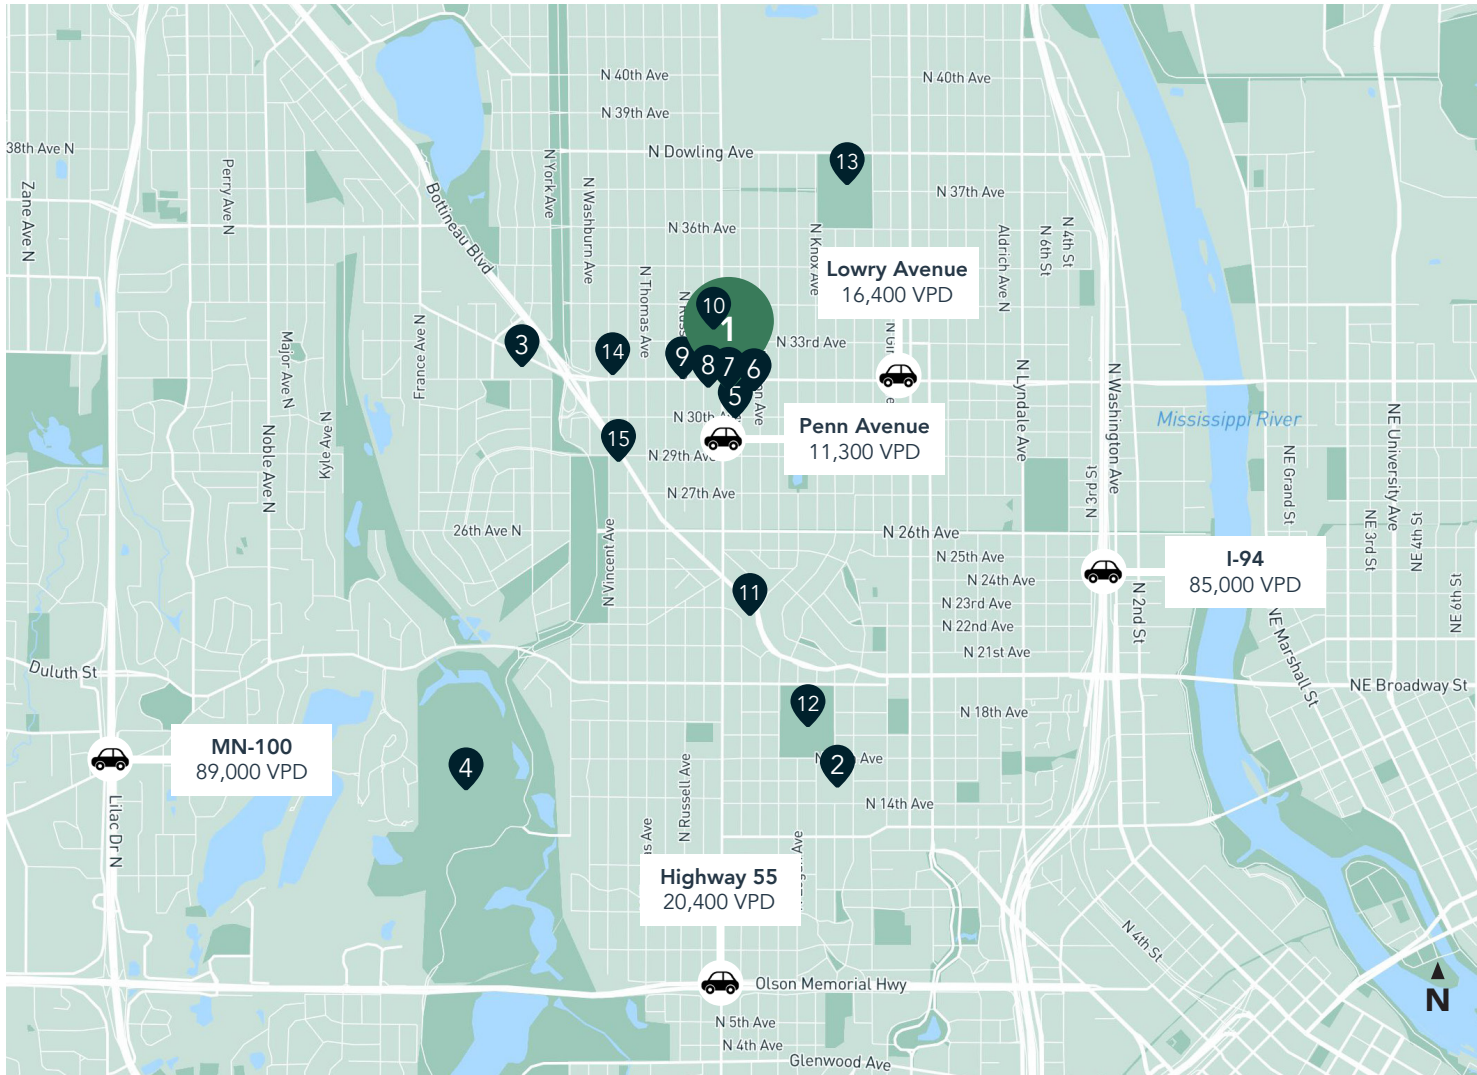 N 40th Ave
N 40th Ave
N 39th Ave
38th Ave N
N Dowling Ave
13
Zane Ave N
Perry Ave N
Bottineau Blvd
N York Ave
N Washburn Ave
N 37th Ave
N 36th Ave
N Knox Ave
Aldrich Ave N
N 6th St
N 4th St
Lowry Avenue
16,400 VPD
N Thomas Ave
10
1
France Ave N
Major Ave N
3
14
9
8
7
6
5
N 33rd Ave
N Lyndale Ave
N Washington Ave
Mississippi River
NE University Ave
Noble Ave N
Kyle Ave N
15
N 30th Ave
Penn Avenue
11,300 VPD
N 29th Ave
N 27th Ave
N 3rd St
NE Grand St
NE 3rd St
NE 4th St
26th Ave N
N 26th Ave
N 25th Ave
N 24th Ave
N 23rd Ave
N 22nd Ave
N 21st Ave
I-94
85,000 VPD
N Vincent Ave
11
N 2nd St
NE Marshall St
NE 6th St
Duluth St
NE Broadway St
12
N 18th Ave
MN-100
89,000 VPD
4
2
Ave
N Russell Ave
N 14th Ave
Lilac Dr N
Highway 55
20,400 VPD
N 4th St
Olson Memorial Hwy
N
N 5th Ave
N 4th Ave
Glenwood Ave